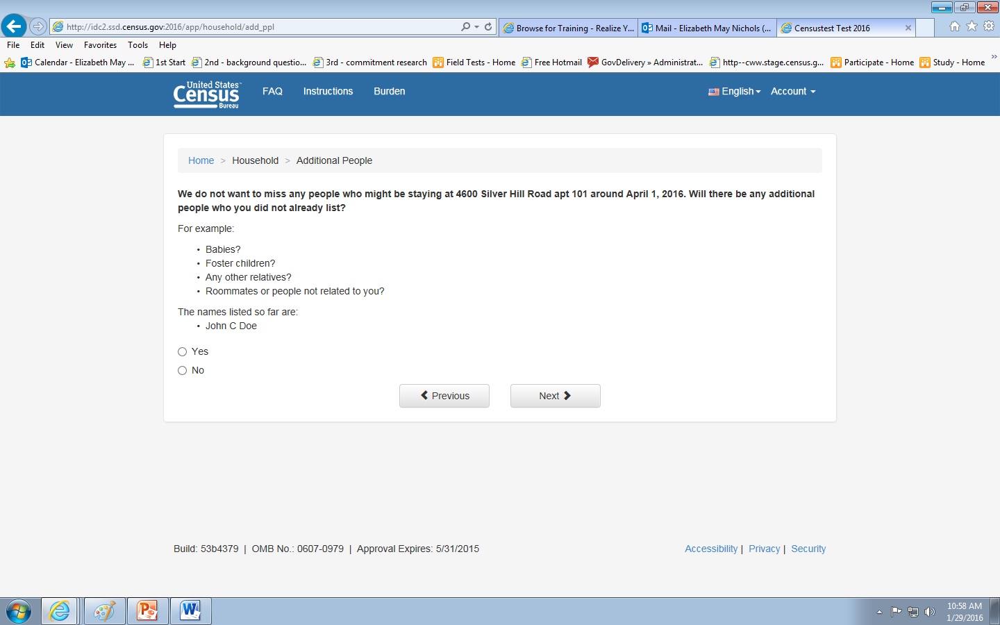 http://idc2.ssd.census.gov:2016/app/household/add_ppl
Browse for Training - Realize Y...
Mail - Elizabeth May Nichols (...
Censustest Test 2016
File Edit View Favorites Tools Help
Calendar - Elizabeth May ... 1st Start 2nd - background questio... 3rd - commitment research Field Tests - Home Free Hotmail GovDelivery » Administrat... http--cww.stage.census.g... Participate - Home Study - Home »
United States™
Census
Bureau
FAQ Instructions Burden English Account
Home > Household > Additional People
We do not want to miss any people who might be staying at 4600 Silver Hill Road apt 101 around April 1, 2016. Will there be any additional
people who you did not already list?
For example:
• Babies?
• Foster children?
• Any other relatives?
• Roommates or people not related to you?
The names listed so far are:
• John C Doe
Yes
No
Previous Next
Build: 53b4379 | OMB No.: 0607-0979 | Approval Expires: 5/31/2015
Accessibility | Privacy | Security
10:58 AM
1/29/2016